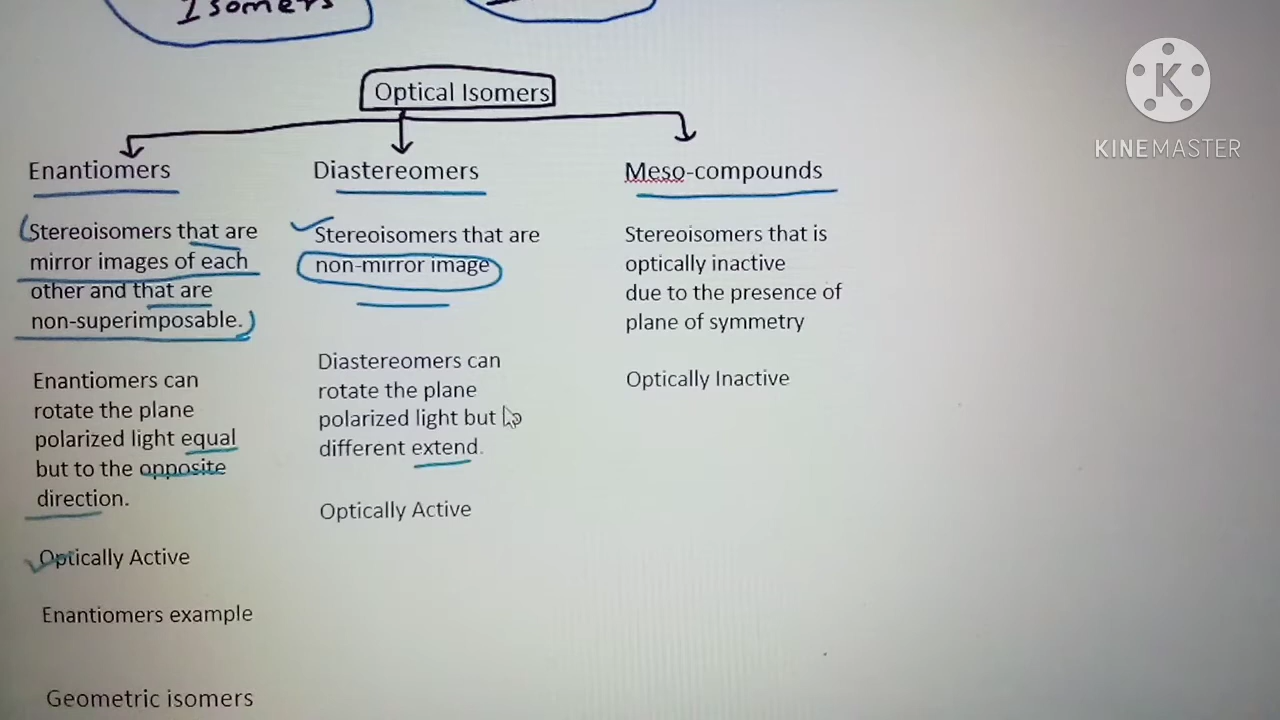 Isomers
Optical Isomers
Enantiomers
Stereoisomers that are
mirror images of each
other and that are
non-superimposable.
Enantiomers can
rotate the plane
polarized light equal
but to the opposite
direction.
Optically Active
Enantiomers example
Geometric isomers
Diastereomers
Stereoisomers that are
non-mirror image
Diastereomers can
rotate the plane
polarized light but
different extend.
Optically Active
Meso-compounds
Stereoisomers that is
optically inactive
due to the presence of
plane of symmetry
Optically Inactive
K
KINEMASTER